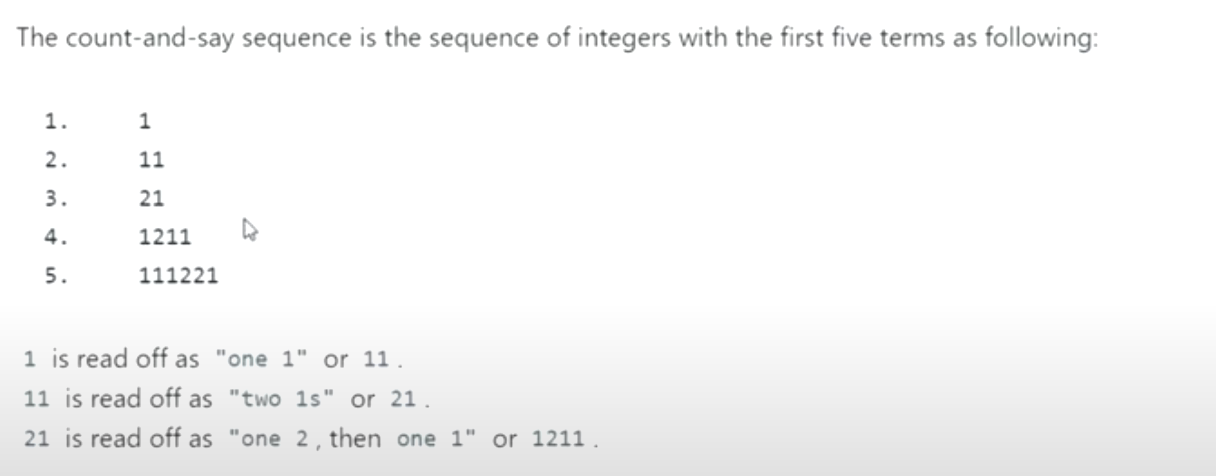 The count-and-say sequence is the sequence of integers with the first five terms as following:
1. 1
2. 11
3. 21
4. 1211
5. 111221
1 is read off as "one 1" or 11.
11 is read off as "two 1s" or 21.
21 is read off as "one 2, then one 1" or 1211.